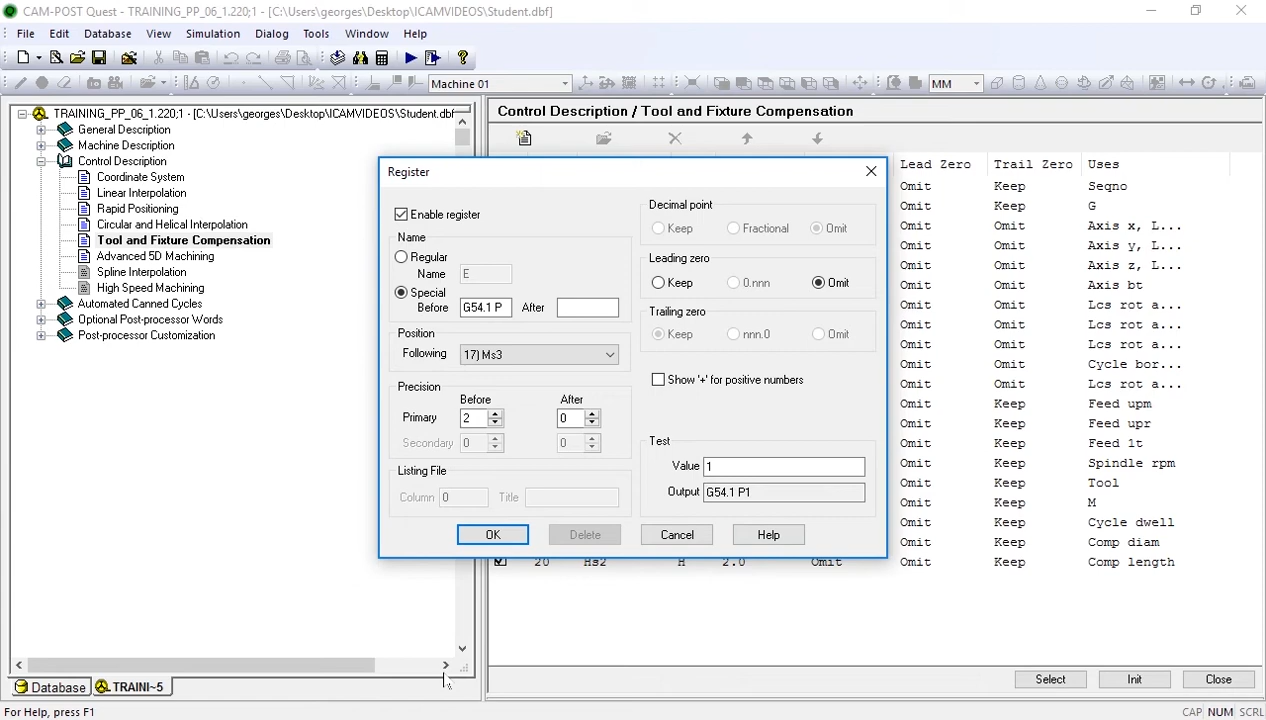 CAM-POST Quest - TRAINING_PP_06_1.220;1 - [C:\Users\georges\Desktop\ICAMVIDEOS\Student.dbf]
File Edit Database View Simulation Dialog Tools Window Help
Machine 01
MM
TRAINING_PP_06_1.220;1 - [C:\Users\georges\Desktop\ICAMVIDEOS\Student.dbf
General Description
Machine Description
Control Description
Coordinate System
Linear Interpolation
Rapid Positioning
Circular and Helical Interpolation
Tool and Fixture Compensation
Advanced 5D Machining
Spline Interpolation
High Speed Machining
Automated Canned Cycles
Optional Post-processor Words
Post-processor Customization
Database TRAINI~5
Control Description / Tool and Fixture Compensation
Lead Zero Trail Zero Uses
Omit Keep Seqno
Omit Keep G
Omit Omit Axis x, L...
Omit Omit Axis y, L...
Omit Omit Axis z, L...
Omit Omit Axis bt
Omit Omit Lcs rot a...
Omit Omit Lcs rot a...
Omit Omit Lcs rot a...
Omit Omit Cycle bor...
Omit Omit Lcs rot a...
Omit Keep Feed upm
Omit Keep Feed upr
Omit Keep Feed lt
Omit Keep Spindle rpm
Omit Keep Tool
Omit Keep M
Omit Keep Cycle dwell
Omit Keep Comp diam
20 Hs2 H 2.0 Omit Omit Keep Comp length
Register
Enable register
Name
Regular
Name E
Special
Before G54.1 P After
Position
Following 17) Ms3
Precision
Before After
Primary 2 0
Secondary 0 0
Listing File
Column 0 Title
Decimal point
Keep Fractional Omit
Leading zero
Keep 0.nnn Omit
Trailing zero
Keep nnn.0 Omit
Show '+' for positive numbers
Test
Value 1
Output G54.1 P1
OK Delete Cancel Help
Select Init Close
For Help, press F1
CAP NUM SCRL